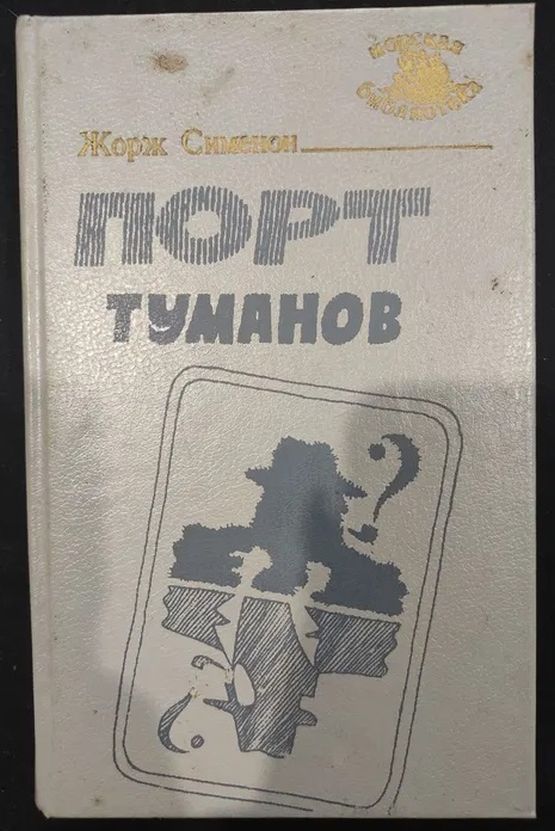 МОРСКАЯ
БИБЛИОТЕКА
Жорж Сименон
ПОРТ
ТУМАНОВ
?
?